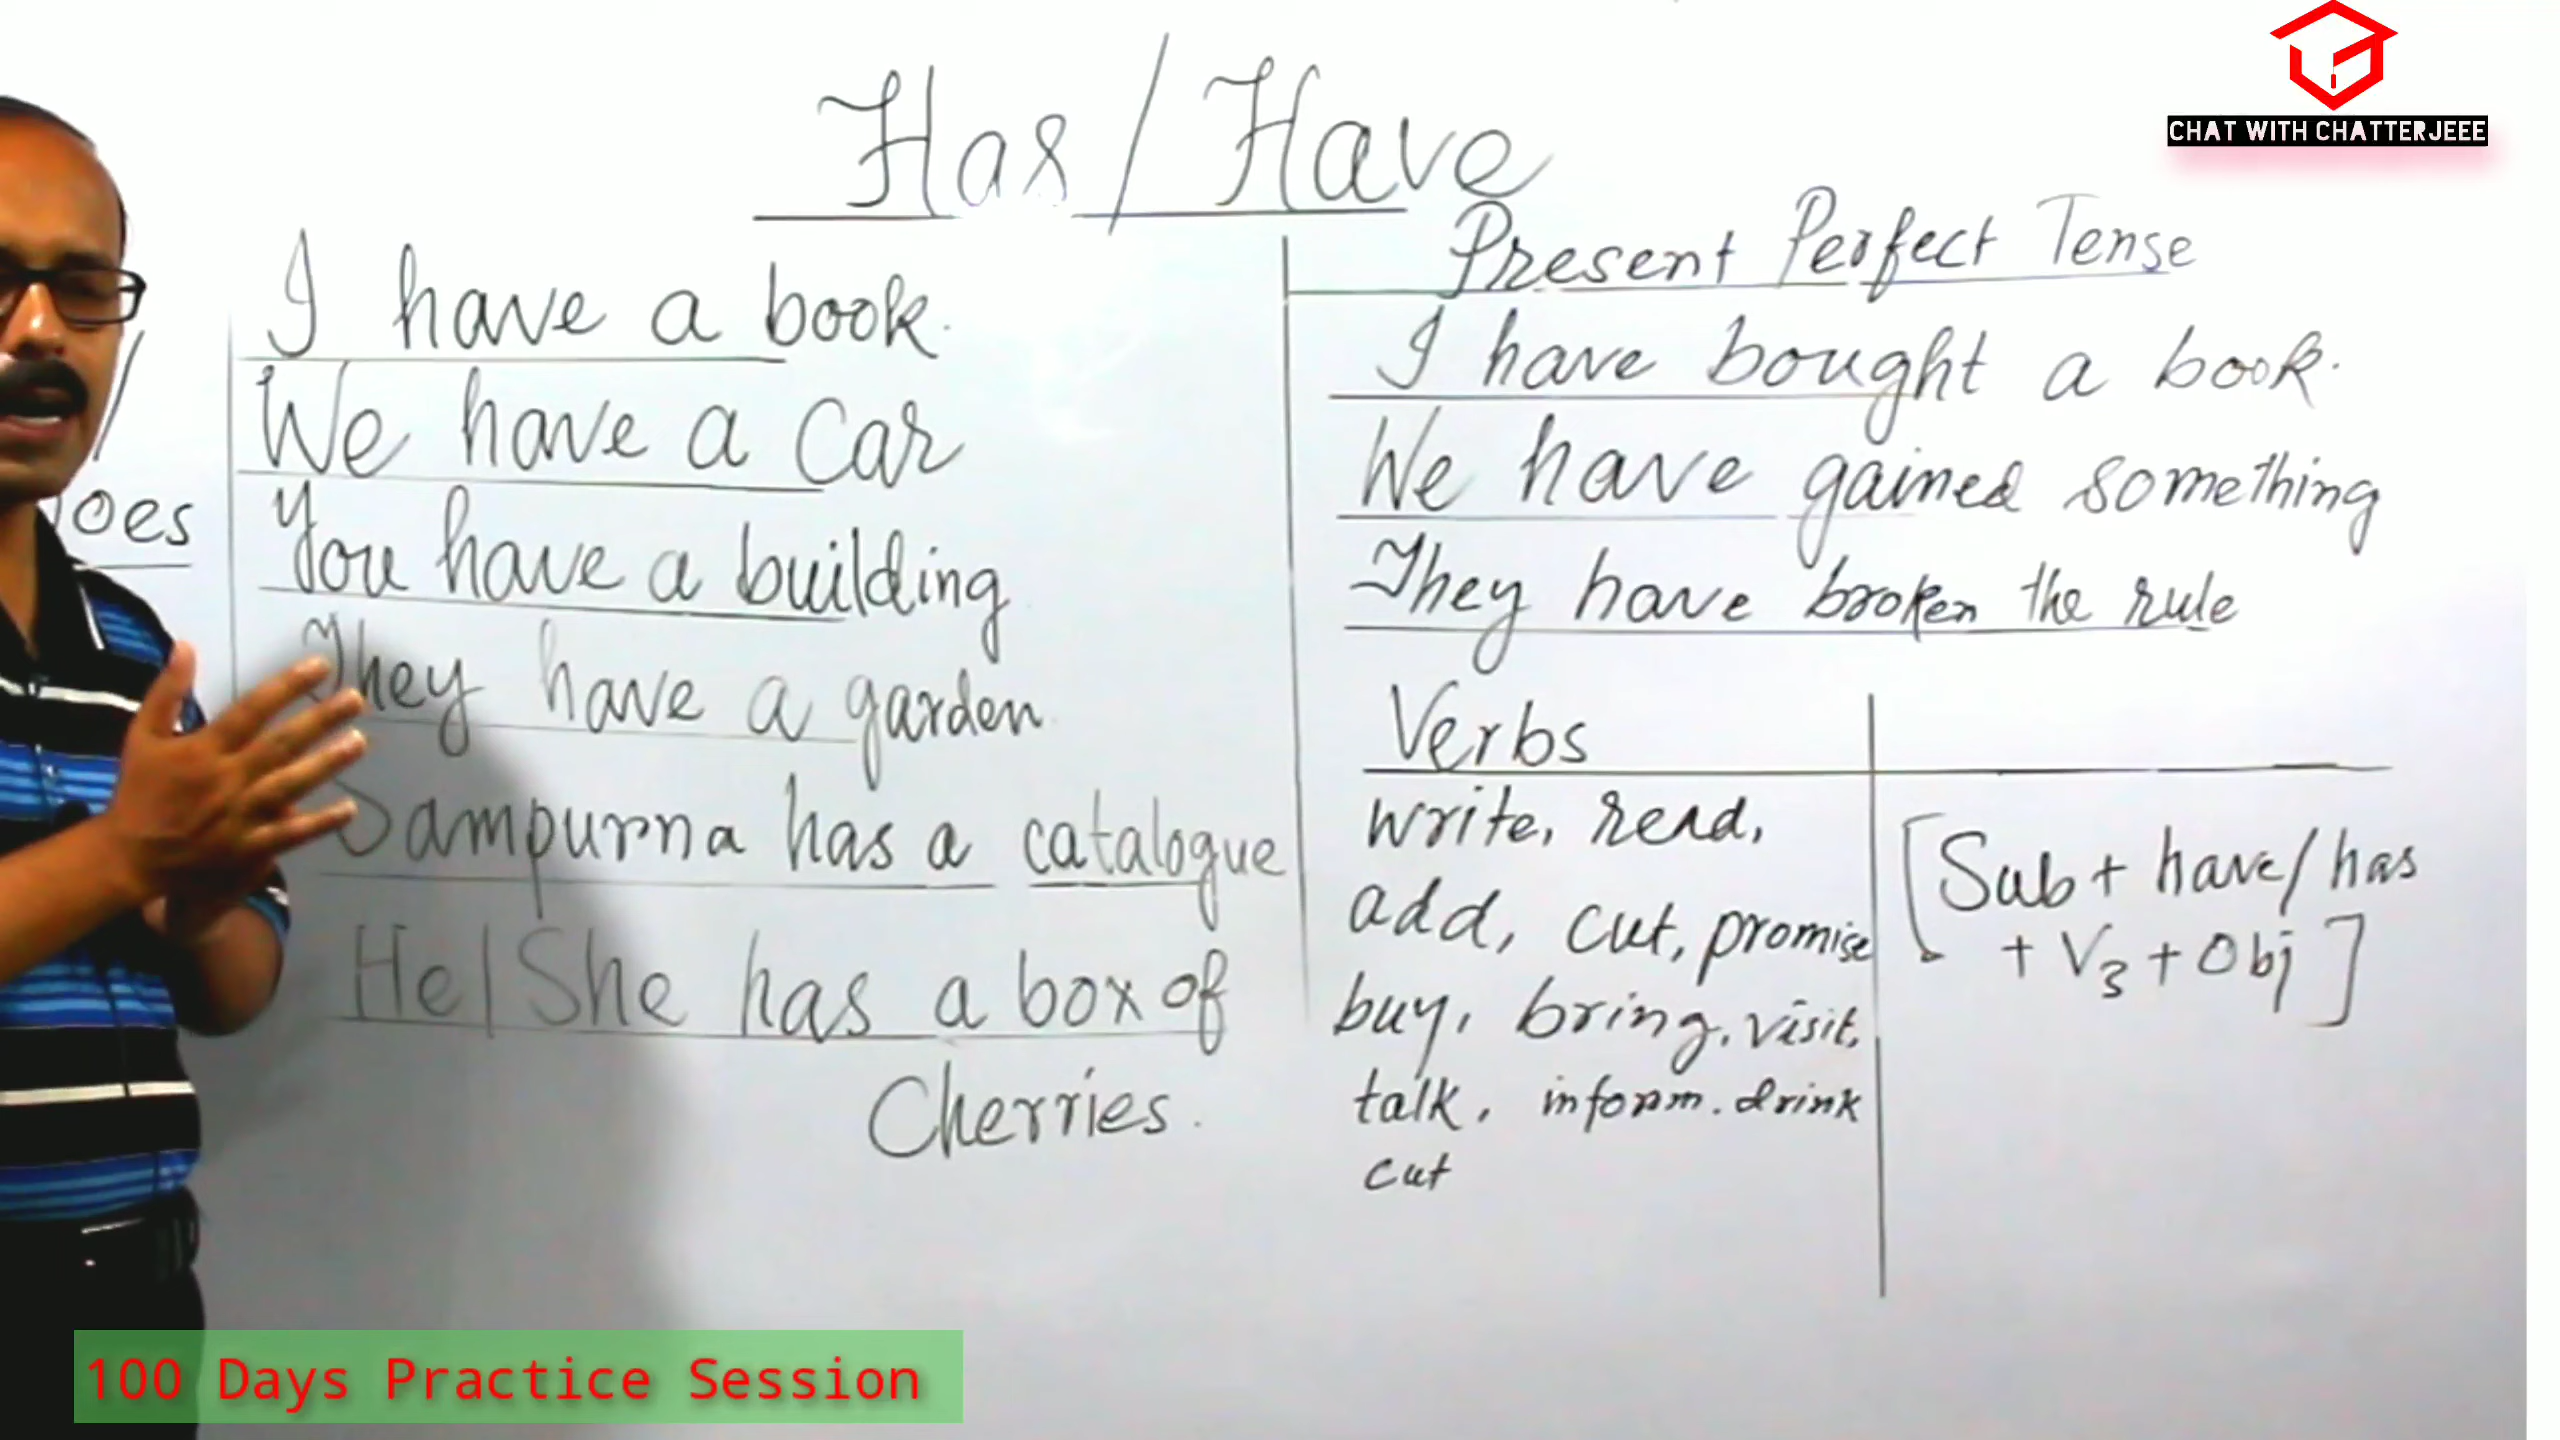 CHAT WITH CHATTERJEEE
Has / Have
I have a book.
We have a Car
You have a building
They have a garden.
Sampurna has a catalogue
He/She has a box of
Cherries.
Present Perfect Tense
I have bought a book.
We have gained something
They have broken the rule
Verbs
write, read,
add, cut, promise
buy, bring, visit,
talk, inform. drink
cut
[Sub + have/has
+ V3 + Obj]
100 Days Practice Session